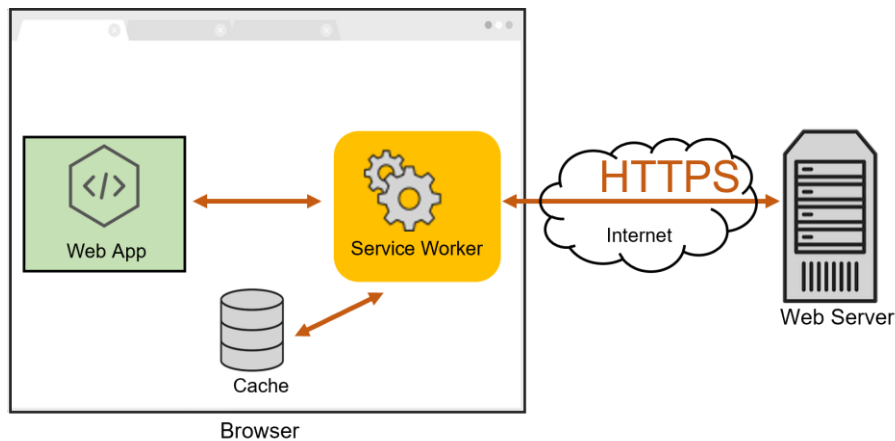 HTTPS
</>
Web App
Service Worker
Internet
Web Server
Cache
Browser